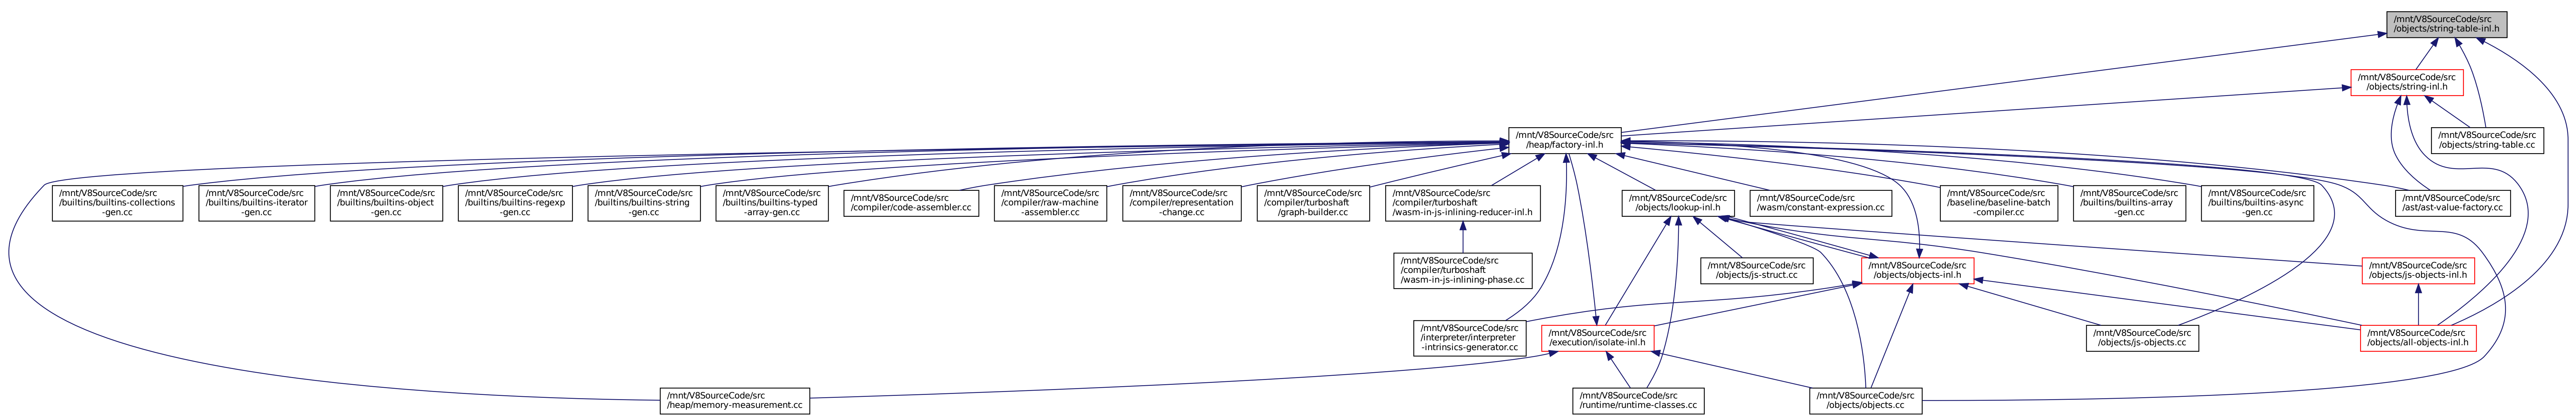 /mnt/V8SourceCode/src
/objects/string-table-inl.h
/mnt/V8SourceCode/src
/objects/string-inl.h
/mnt/V8SourceCode/src
/heap/factory-inl.h
/mnt/V8SourceCode/src
/objects/string-table.cc
/mnt/V8SourceCode/src
/builtins/builtins-collections
-gen.cc
/mnt/V8SourceCode/src
/builtins/builtins-iterator
-gen.cc
/mnt/V8SourceCode/src
/builtins/builtins-object
-gen.cc
/mnt/V8SourceCode/src
/builtins/builtins-regexp
-gen.cc
/mnt/V8SourceCode/src
/builtins/builtins-string
-gen.cc
/mnt/V8SourceCode/src
/builtins/builtins-typed
-array-gen.cc
/mnt/V8SourceCode/src
/compiler/code-assembler.cc
/mnt/V8SourceCode/src
/compiler/raw-machine
-assembler.cc
/mnt/V8SourceCode/src
/compiler/representation
-change.cc
/mnt/V8SourceCode/src
/compiler/turboshaft
/graph-builder.cc
/mnt/V8SourceCode/src
/compiler/turboshaft
/wasm-in-js-inlining-reducer-inl.h
/mnt/V8SourceCode/src
/objects/lookup-inl.h
/mnt/V8SourceCode/src
/wasm/constant-expression.cc
/mnt/V8SourceCode/src
/baseline/baseline-batch
-compiler.cc
/mnt/V8SourceCode/src
/builtins/builtins-array
-gen.cc
/mnt/V8SourceCode/src
/builtins/builtins-async
-gen.cc
/mnt/V8SourceCode/src
/ast/ast-value-factory.cc
/mnt/V8SourceCode/src
/compiler/turboshaft
/wasm-in-js-inlining-phase.cc
/mnt/V8SourceCode/src
/objects/js-struct.cc
/mnt/V8SourceCode/src
/objects/objects-inl.h
/mnt/V8SourceCode/src
/objects/js-objects-inl.h
/mnt/V8SourceCode/src
/interpreter/interpreter
-intrinsics-generator.cc
/mnt/V8SourceCode/src
/execution/isolate-inl.h
/mnt/V8SourceCode/src
/objects/js-objects.cc
/mnt/V8SourceCode/src
/objects/all-objects-inl.h
/mnt/V8SourceCode/src
/heap/memory-measurement.cc
/mnt/V8SourceCode/src
/runtime/runtime-classes.cc
/mnt/V8SourceCode/src
/objects/objects.cc